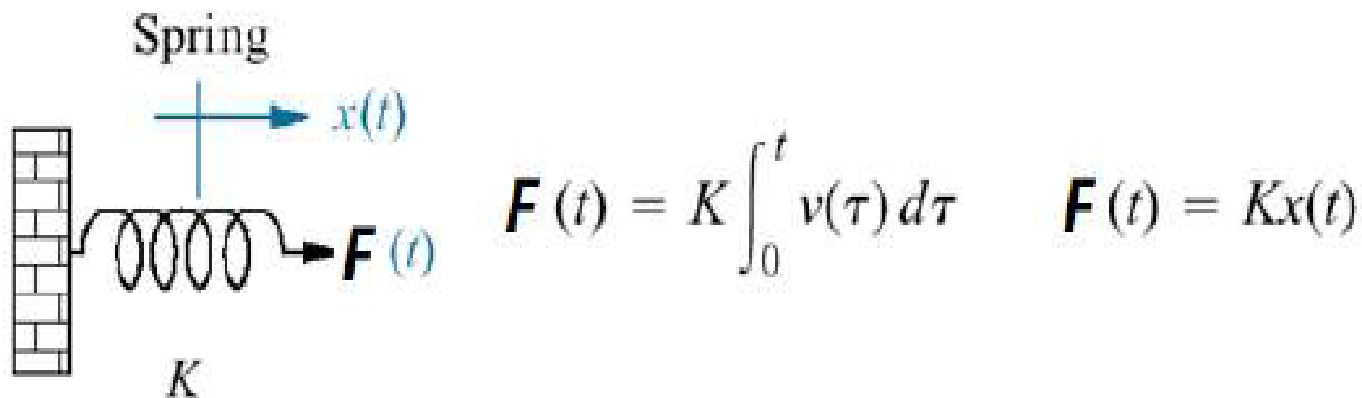 Spring
x(t)
F(t)
K
F(t) = K∫₀ᵗ v(τ) dτ
F(t) = Kx(t)